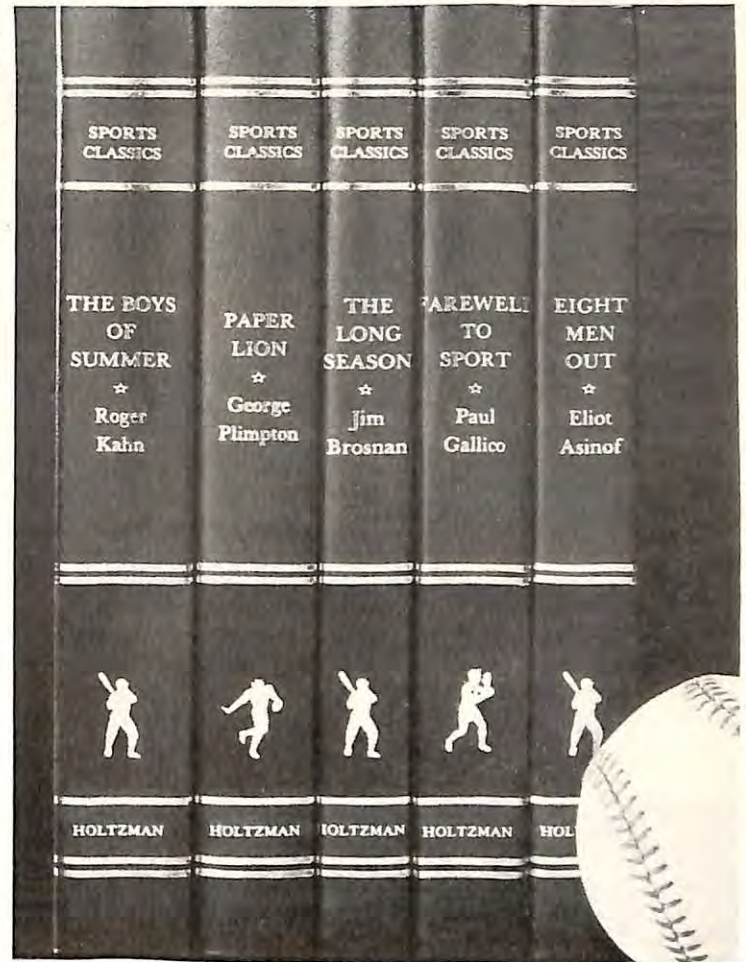 SPORTS
CLASSICS
THE BOYS
OF
SUMMER
Roger
Kahn
HOLTZMAN
SPORTS
CLASSICS
PAPER
LION
George
Plimpton
HOLTZMAN
SPORTS
CLASSICS
THE
LONG
SEASON
Jim
Brosnan
HOLTZMAN
SPORTS
CLASSICS
FAREWELL
TO
SPORT
Paul
Gallico
HOLTZMAN
SPORTS
CLASSICS
EIGHT
MEN
OUT
Eliot
Asinof
HOL